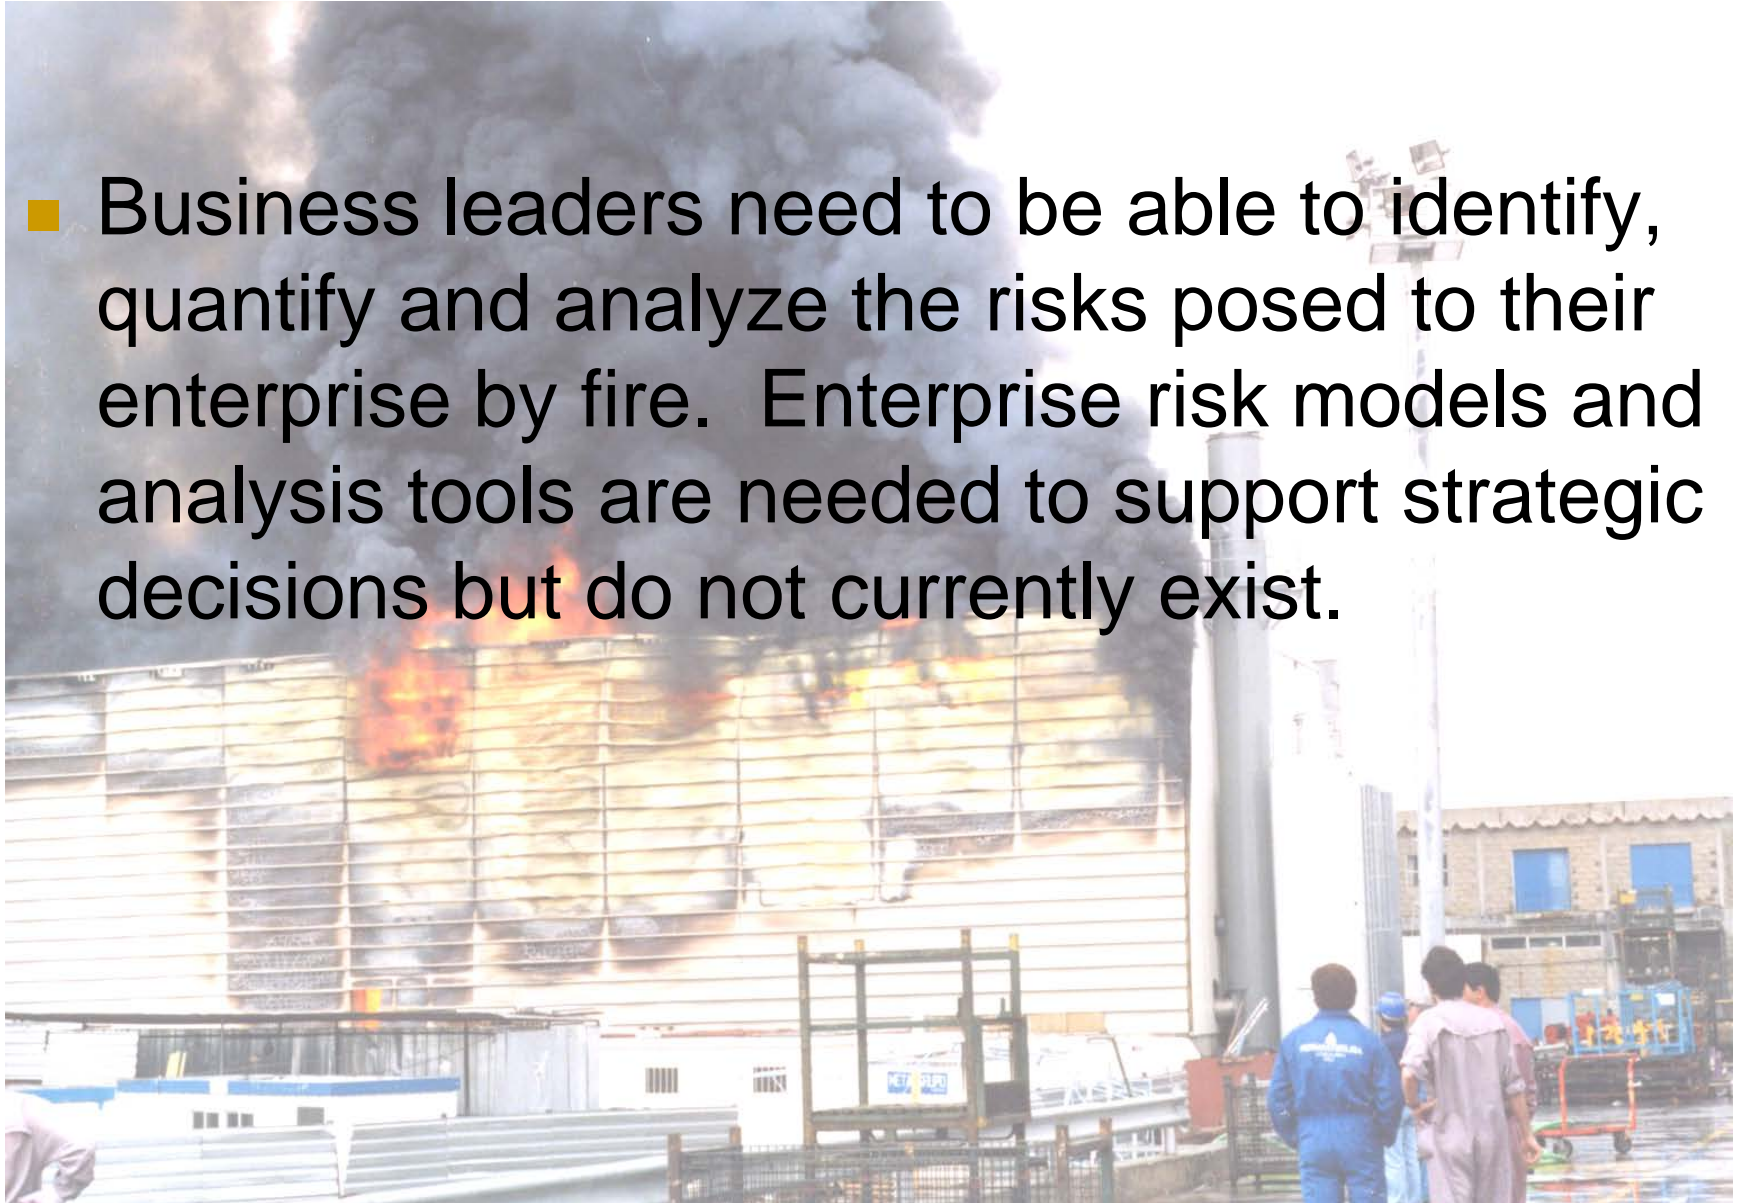 Business leaders need to be able to identify,
quantify and analyze the risks posed to their
enterprise by fire.  Enterprise risk models and
analysis tools are needed to support strategic
decisions but do not currently exist.